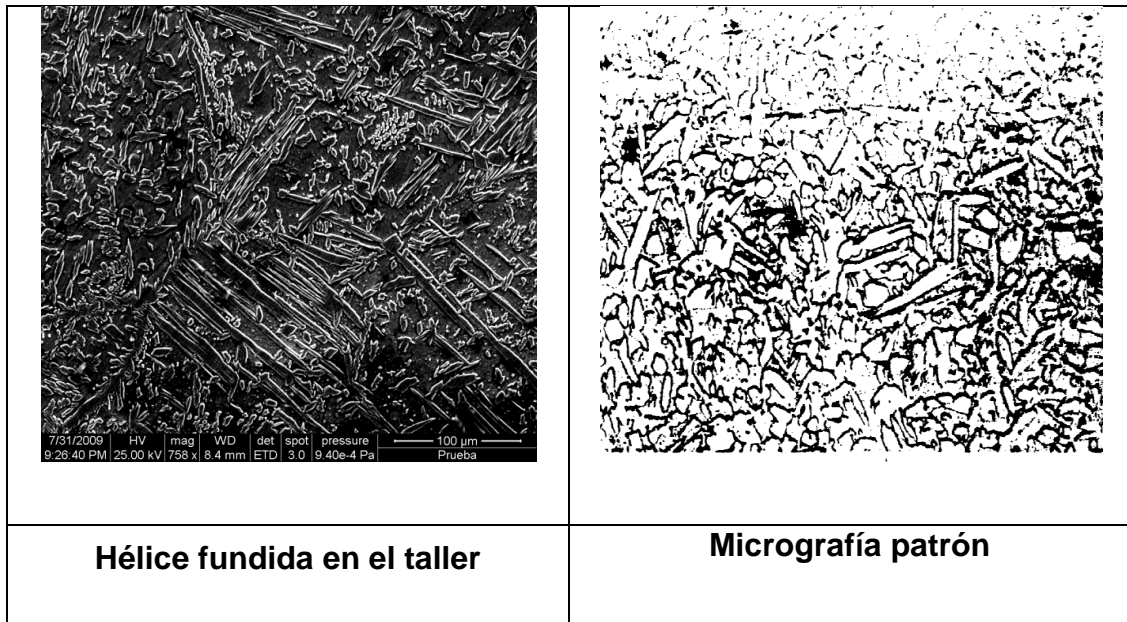 7/31/2009 HV mag WD det spot pressure 100 µm
9:26:40 PM 25.00 kV 758 x 8.4 mm ETD 3.0 9.40e-4 Pa Prueba
Hélice fundida en el taller
Micrografía patrón